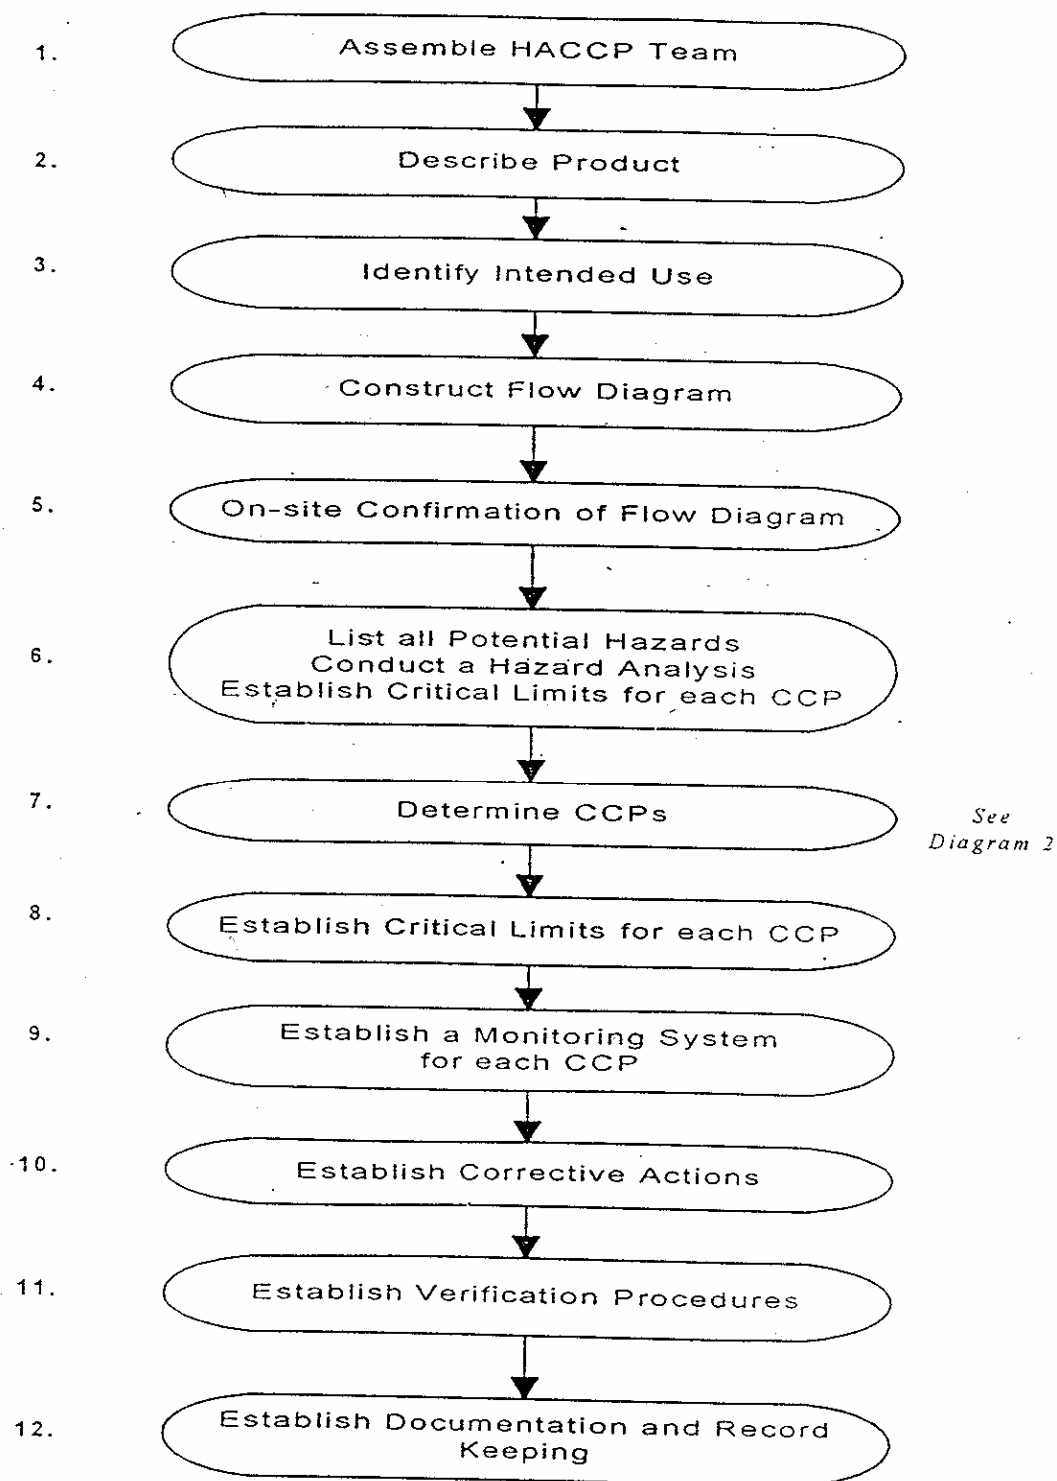 1. Assemble HACCP Team
2. Describe Product
3. Identify Intended Use
4. Construct Flow Diagram
5. On-site Confirmation of Flow Diagram
6. List all Potential Hazards
Conduct a Hazard Analysis
Establish Critical Limits for each CCP
7. Determine CCPs
See
Diagram 2
8. Establish Critical Limits for each CCP
9. Establish a Monitoring System
for each CCP
10. Establish Corrective Actions
11. Establish Verification Procedures
12. Establish Documentation and Record
Keeping